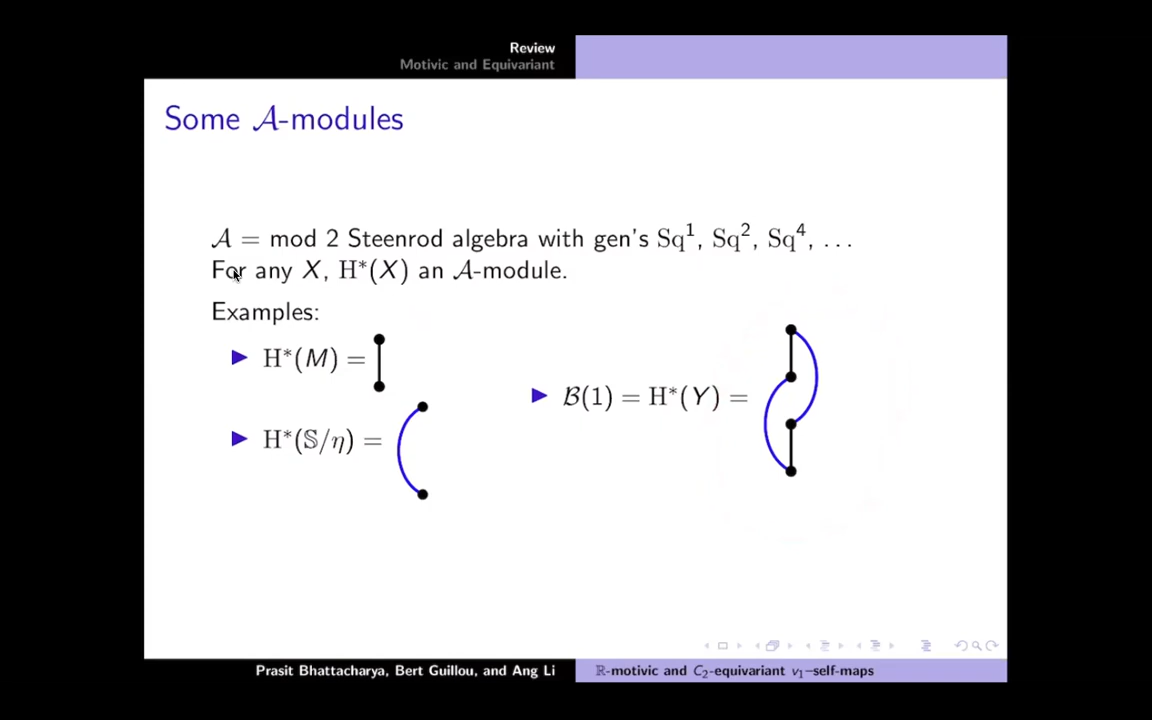 Review
Motivic and Equivariant
Some 𝒜-modules
𝒜 = mod 2 Steenrod algebra with gen's Sq¹, Sq², Sq⁴, …
For any X, H*(X) an 𝒜-module.
Examples:
▶ H*(M) =
▶ H*(𝕊/η) =
▶ ℬ(1) = H*(Y) =
Prasit Bhattacharya, Bert Guillou, and Ang Li
ℝ-motivic and C₂-equivariant v₁-self-maps